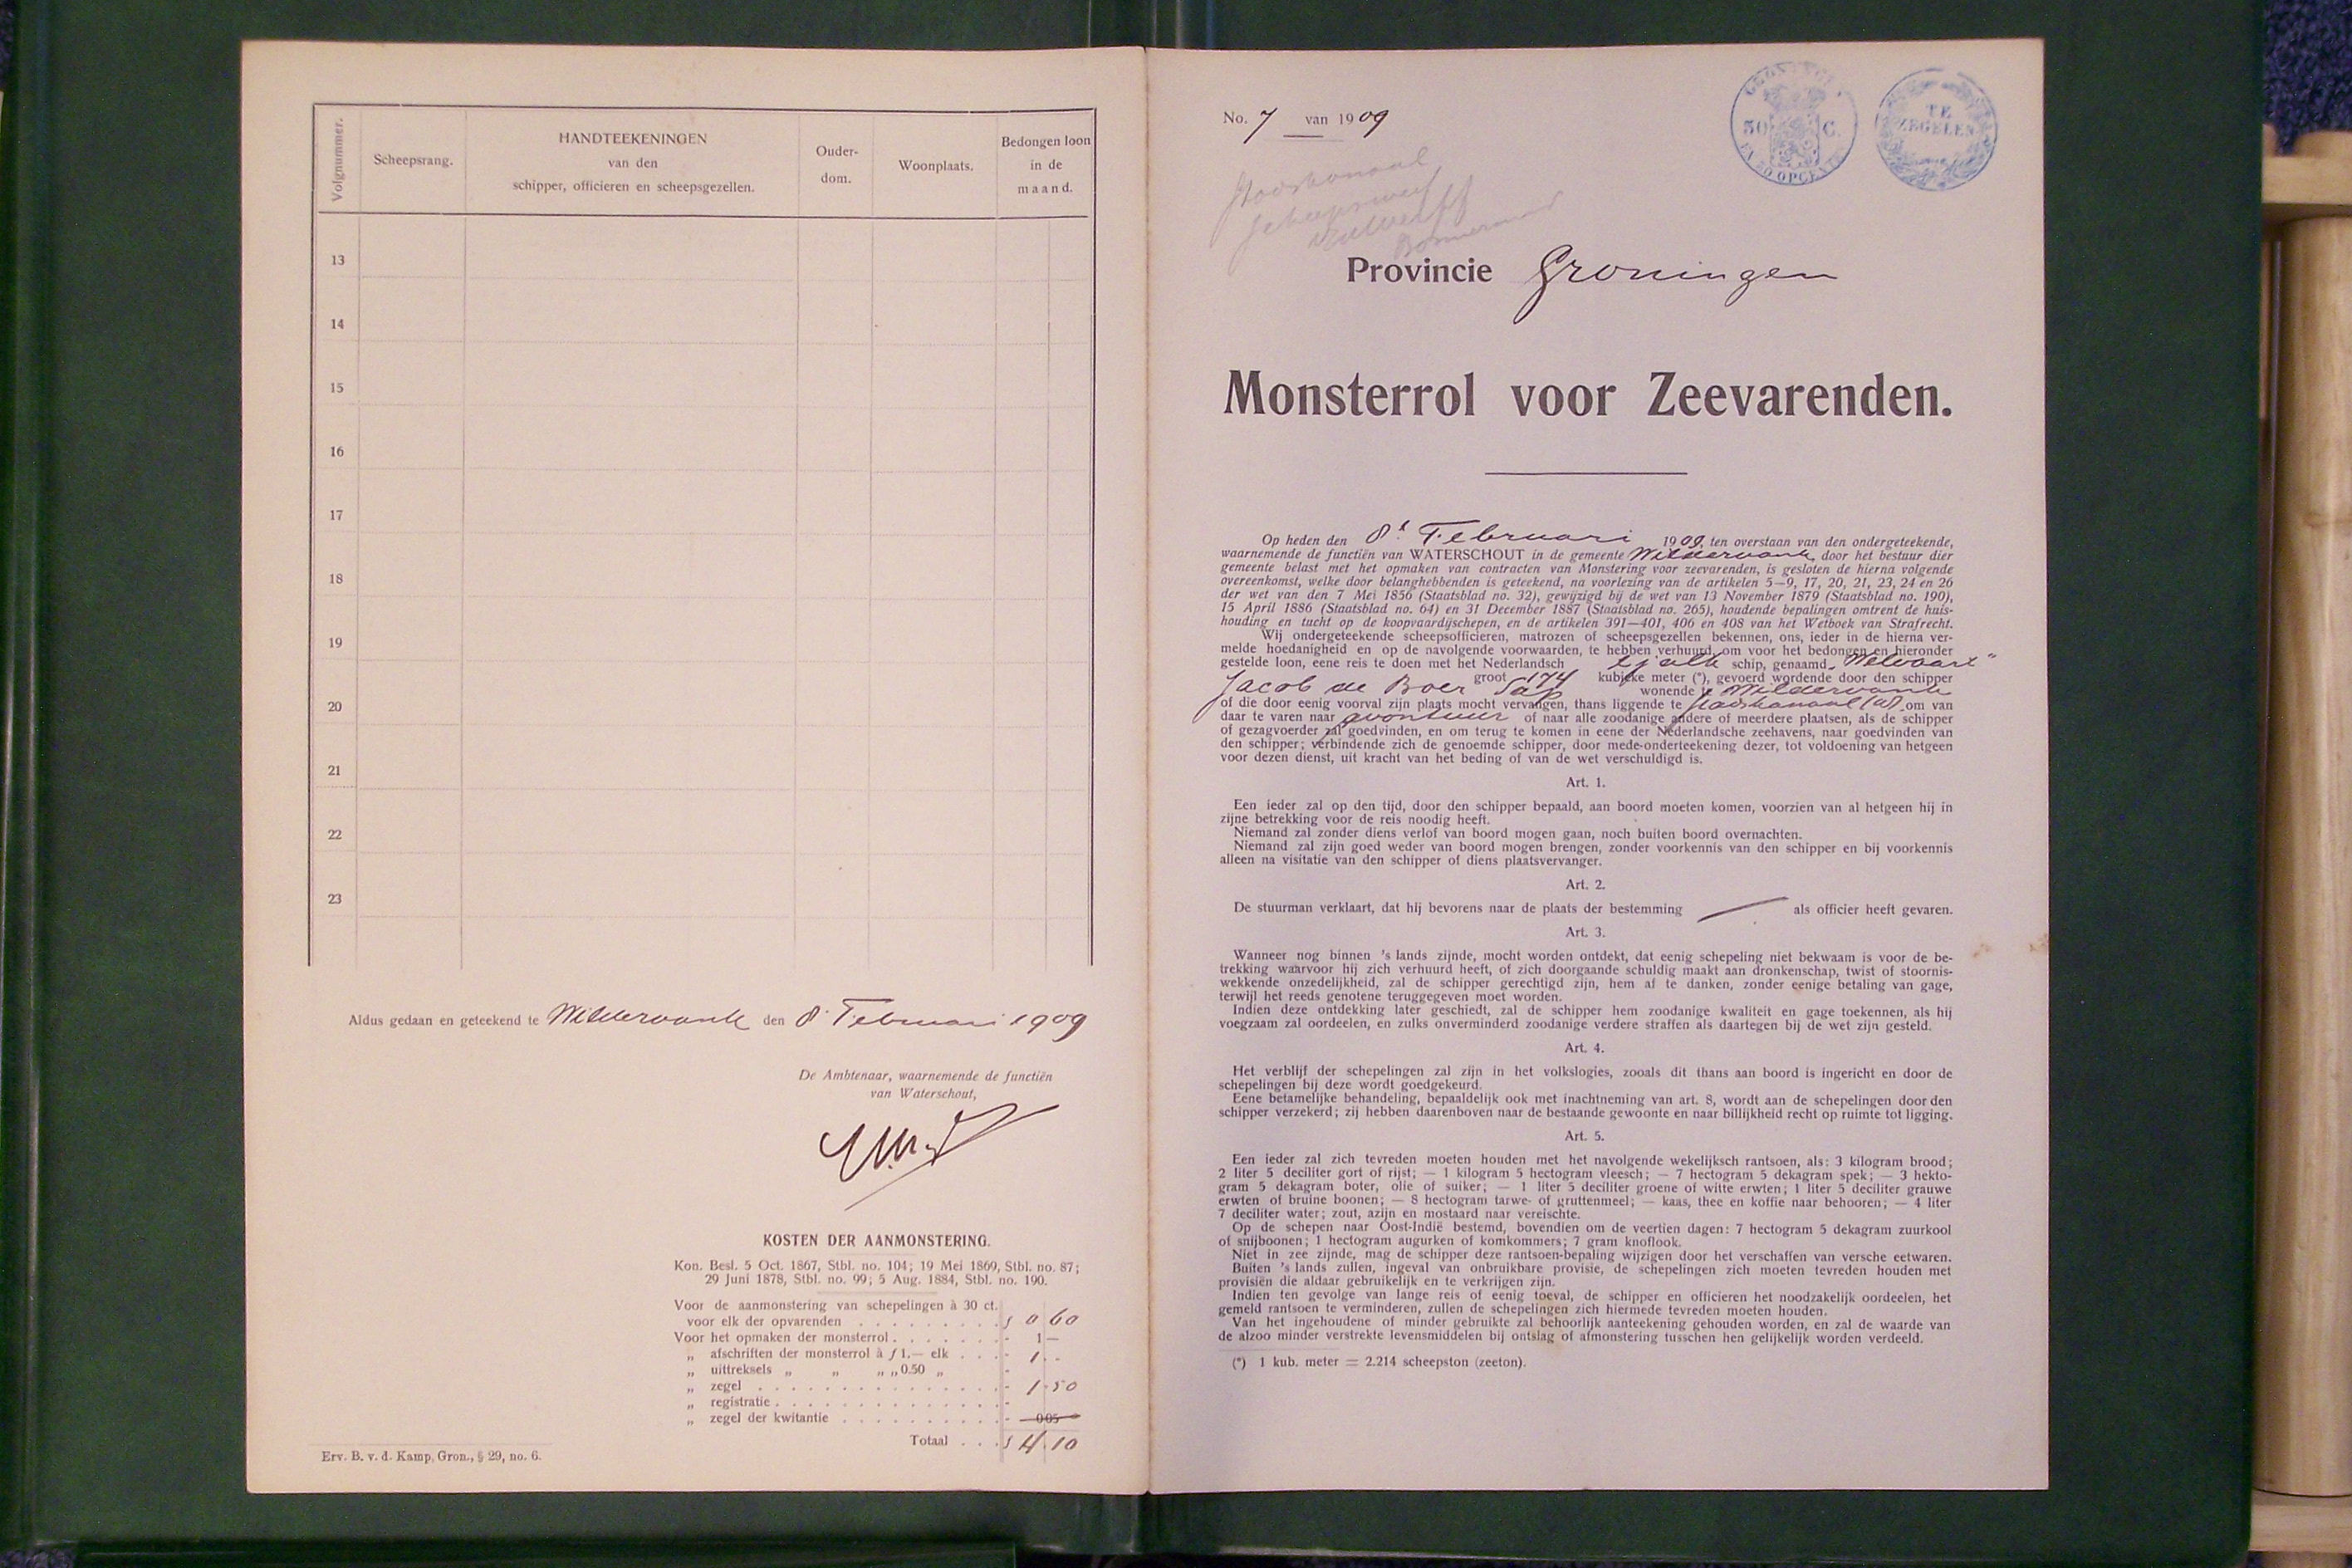 Volgnummer.
Scheepsrang.
HANDTEEKENINGEN
van den
schipper, officieren en scheepsgezellen.
Ouder-
dom.
Woonplaats.
Bedongen loon
in de
maand.
13
14
15
16
17
18
19
20
21
22
23
Aldus gedaan en geteekend te Wildervank den 8 Februari 1909
De Ambtenaar, waarnemende de functiën
van Waterschout,
KOSTEN DER AANMONSTERING.
Kon. Besl. 5 Oct. 1867, Stbl. no. 104; 19 Mei 1869, Stbl. no. 87;
29 Juni 1878, Stbl. no. 99; 5 Aug. 1884, Stbl. no. 190.
Voor de aanmonstering van schepelingen à 30 ct.
voor elk der opvarenden . . . . . . . . . f 0 60
Voor het opmaken der monsterrol . . . . . . . - 1 —
„ afschriften der monsterrol à f 1.— elk . . . - 1 . -
„ uittreksels „ „ „ „ 0.50 „ -
„ zegel . . . . . . . . . . . . . . . - 1.50
„ registratie . . . . . . . . . . . . . . -
„ zegel der kwitantie . . . . . . . . . . - 0 05
Totaal . . . f 4.10
Erv. B. v. d. Kamp, Gron., § 29, no. 6.
No. 7 van 1909
50 C.
TE
ZEGELEN
Stadskanaal
Provincie Groningen
Monsterrol voor Zeevarenden.
Op heden den 8e Februari 1909, ten overstaan van den ondergeteekende,
waarnemende de functiën van WATERSCHOUT in de gemeente Wildervank, door het bestuur dier
gemeente belast met het opmaken van contracten van Monstering voor zeevarenden, is gesloten de hierna volgende
overeenkomst, welke door belanghebbenden is geteekend, na voorlezing van de artikelen 5—9, 17, 20, 21, 23, 24 en 26
der wet van den 7 Mei 1856 (Staatsblad no. 32), gewijzigd bij de wet van 13 November 1879 (Staatsblad no. 190),
15 April 1886 (Staatsblad no. 64) en 31 December 1887 (Staatsblad no. 265), houdende bepalingen omtrent de huis-
houding en tucht op de koopvaardijschepen, en de artikelen 391—401, 406 en 408 van het Wetboek van Strafrecht.
Wij ondergeteekende scheepsofficieren, matrozen of scheepsgezellen bekennen, ons, ieder in de hierna ver-
melde hoedanigheid en op de navolgende voorwaarden, te hebben verhuurd om voor het bedongen en hieronder
gestelde loon, eene reis te doen met het Nederlandsch tjalk schip, genaamd „Welvaart"
groot 174 kubieke meter (*), gevoerd wordende door den schipper
Jacob de Boer Sap wonende te Wildervank
of die door eenig voorval zijn plaats mocht vervangen, thans liggende te Stadskanaal (W) om van
daar te varen naar avontuur of naar alle zoodanige andere of meerdere plaatsen, als de schipper
of gezagvoerder zal goedvinden, en om terug te komen in eene der Nederlandsche zeehavens, naar goedvinden van
den schipper; verbindende zich de genoemde schipper, door mede-onderteekening dezer, tot voldoening van hetgeen
voor dezen dienst, uit kracht van het beding of van de wet verschuldigd is.
Art. 1.
Een ieder zal op den tijd, door den schipper bepaald, aan boord moeten komen, voorzien van al hetgeen hij in
zijne betrekking voor de reis noodig heeft.
Niemand zal zonder diens verlof van boord mogen gaan, noch buiten boord overnachten.
Niemand zal zijn goed weder van boord mogen brengen, zonder voorkennis van den schipper en bij voorkennis
alleen na visitatie van den schipper of diens plaatsvervanger.
Art. 2.
De stuurman verklaart, dat hij bevorens naar de plaats der bestemming — als officier heeft gevaren.
Art. 3.
Wanneer nog binnen 's lands zijnde, mocht worden ontdekt, dat eenig schepeling niet bekwaam is voor de be-
trekking waarvoor hij zich verhuurd heeft, of zich doorgaande schuldig maakt aan dronkenschap, twist of stoornis-
wekkende onzedelijkheid, zal de schipper gerechtigd zijn, hem af te danken, zonder eenige betaling van gage,
terwijl het reeds genotene teruggegeven moet worden.
Indien deze ontdekking later geschiedt, zal de schipper hem zoodanige kwaliteit en gage toekennen, als hij
voegzaam zal oordeelen, en zulks onverminderd zoodanige verdere straffen als daartegen bij de wet zijn gesteld.
Art. 4.
Het verblijf der schepelingen zal zijn in het volkslogies, zooals dit thans aan boord is ingericht en door de
schepelingen bij deze wordt goedgekeurd.
Eene betamelijke behandeling, bepaaldelijk ook met inachtneming van art. 8, wordt aan de schepelingen door den
schipper verzekerd; zij hebben daarenboven naar de bestaande gewoonte en naar billijkheid recht op ruimte tot ligging.
Art. 5.
Een ieder zal zich tevreden moeten houden met het navolgende wekelijksch rantsoen, als: 3 kilogram brood;
2 liter 5 deciliter gort of rijst; — 1 kilogram 5 hectogram vleesch; — 7 hectogram 5 dekagram spek; — 3 hekto-
gram 5 dekagram boter, olie of suiker; — 1 liter 5 deciliter groene of witte erwten; 1 liter 5 deciliter grauwe
erwten of bruine boonen; — 8 hectogram tarwe- of gruttenmeel; — kaas, thee en koffie naar behooren; — 4 liter
7 deciliter water; zout, azijn en mostaard naar vereischte.
Op de schepen naar Oost-Indië bestemd, bovendien om de veertien dagen: 7 hectogram 5 dekagram zuurkool
of snijboonen; 1 hectogram augurken of komkommers; 7 gram knoflook.
Niet in zee zijnde, mag de schipper deze rantsoen-bepaling wijzigen door het verschaffen van versche eetwaren.
Buiten 's lands zullen, ingeval van onbruikbare provisie, de schepelingen zich moeten tevreden houden met
provisiën die aldaar gebruikelijk en te verkrijgen zijn.
Indien ten gevolge van lange reis of eenig toeval, de schipper en officieren het noodzakelijk oordeelen, het
gemeld rantsoen te verminderen, zullen de schepelingen zich hiermede tevreden moeten houden.
Van het ingehoudene of minder gebruikte zal behoorlijk aanteekening gehouden worden, en zal de waarde van
de alzoo minder verstrekte levensmiddelen bij ontslag of afmonstering tusschen hen gelijkelijk worden verdeeld.
(*) 1 kub. meter = 2.214 scheepston (zeeton).